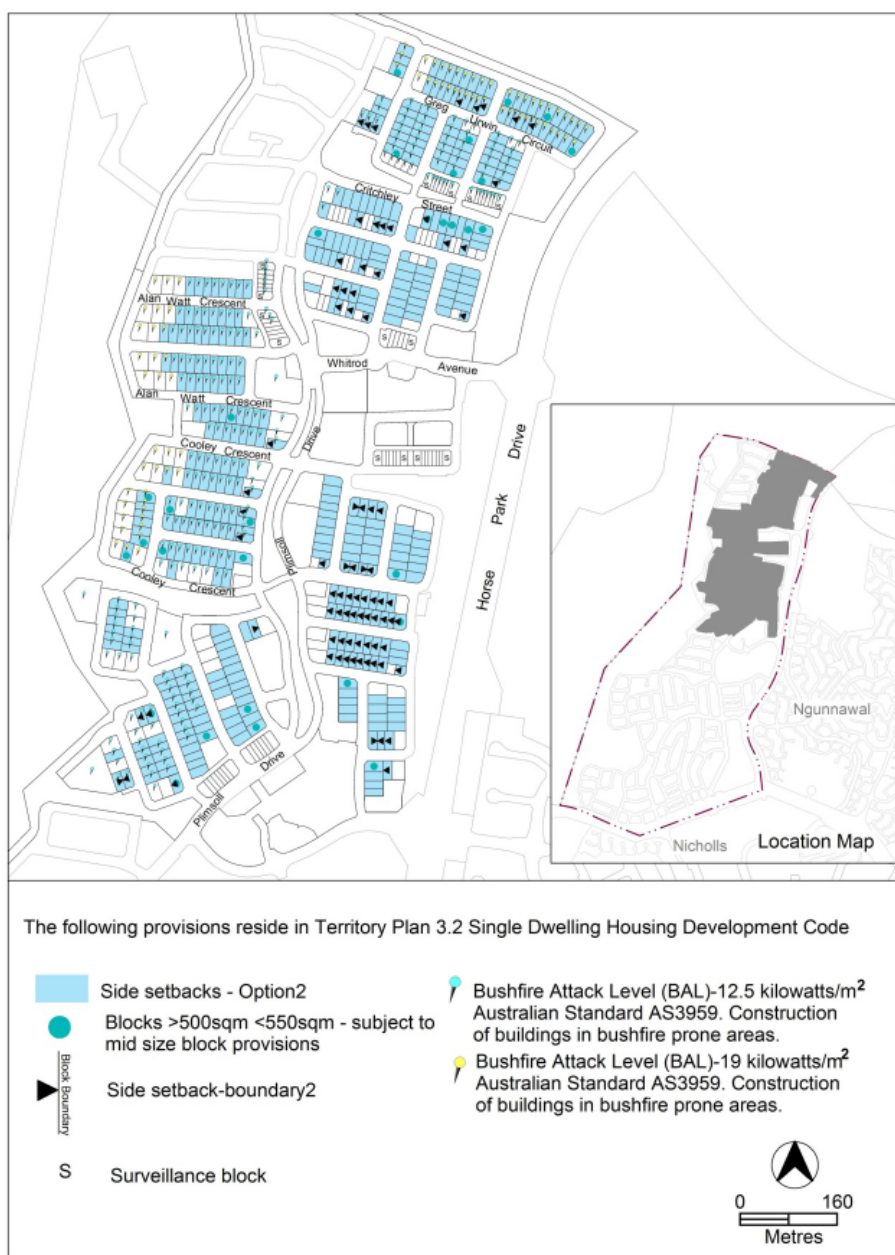 Greg
Urwin
Circuit
Critchley
Street
Alan Watt Crescent
Whitrod
Avenue
Alan Watt Crescent
Drive
Cooley Crescent
Horse Park Drive
Plimsoll
Cooley Crescent
Plimsoll
Drive
S
S
S
S
S
S
S
S
S
S
S
S
Ngunnawal
Nicholls
Location Map
The following provisions reside in Territory Plan 3.2 Single Dwelling Housing Development Code
Side setbacks - Option2
Blocks >500sqm <550sqm - subject to
mid size block provisions
Block Boundary
Side setback-boundary2
S
Surveillance block
Bushfire Attack Level (BAL)-12.5 kilowatts/m²
Australian Standard AS3959. Construction
of buildings in bushfire prone areas.
Bushfire Attack Level (BAL)-19 kilowatts/m²
Australian Standard AS3959. Construction
of buildings in bushfire prone areas.
0 160
Metres